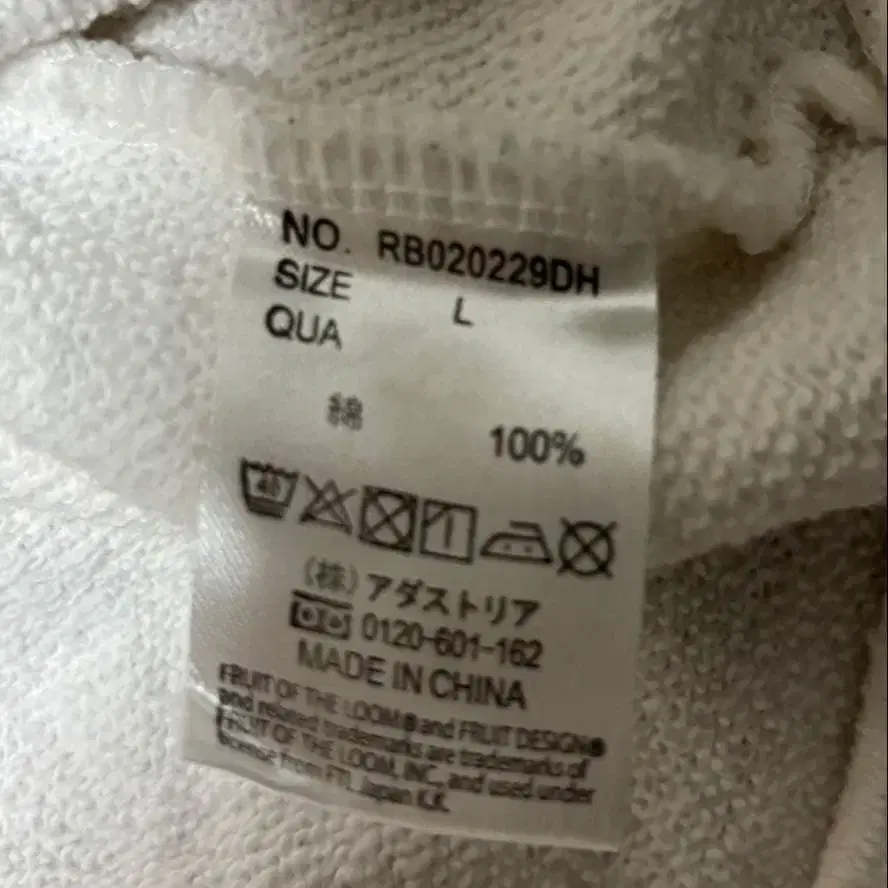 NO. RB020229DH
SIZE L
QUA
綿 100%
40
(株)アダストリア
0120-601-162
MADE IN CHINA
FRUIT OF THE LOOM® and FRUIT DESIGN®
and related trademarks are trademarks of
FRUIT OF THE LOOM, INC., and used under
license from FTL Japan K.K.